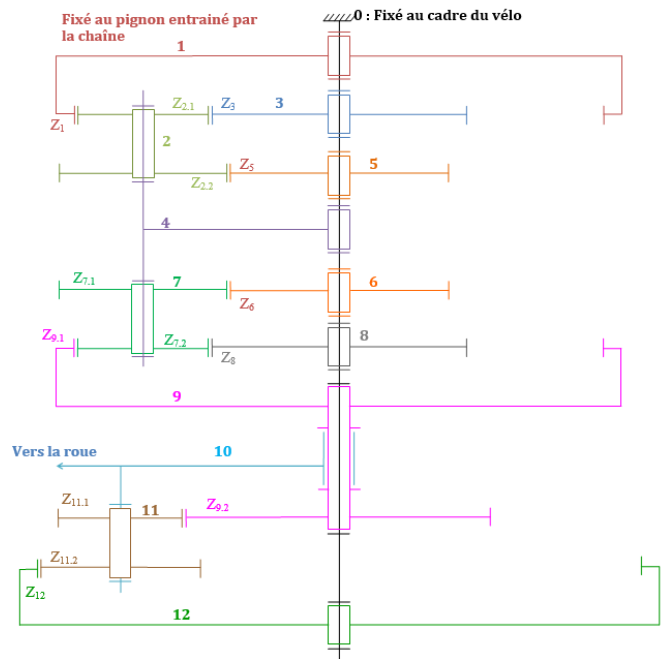 0 : Fixé au cadre du vélo
Fixé au pignon entrainé par
la chaîne
1
Z2.1
Z3
3
Z1
2
Z5
5
Z2.2
4
Z7.1
7
6
Z6
Z9.1
Z7.2
8
Z8
9
Vers la roue
10
Z11.1
11
Z9.2
Z11.2
Z12
12